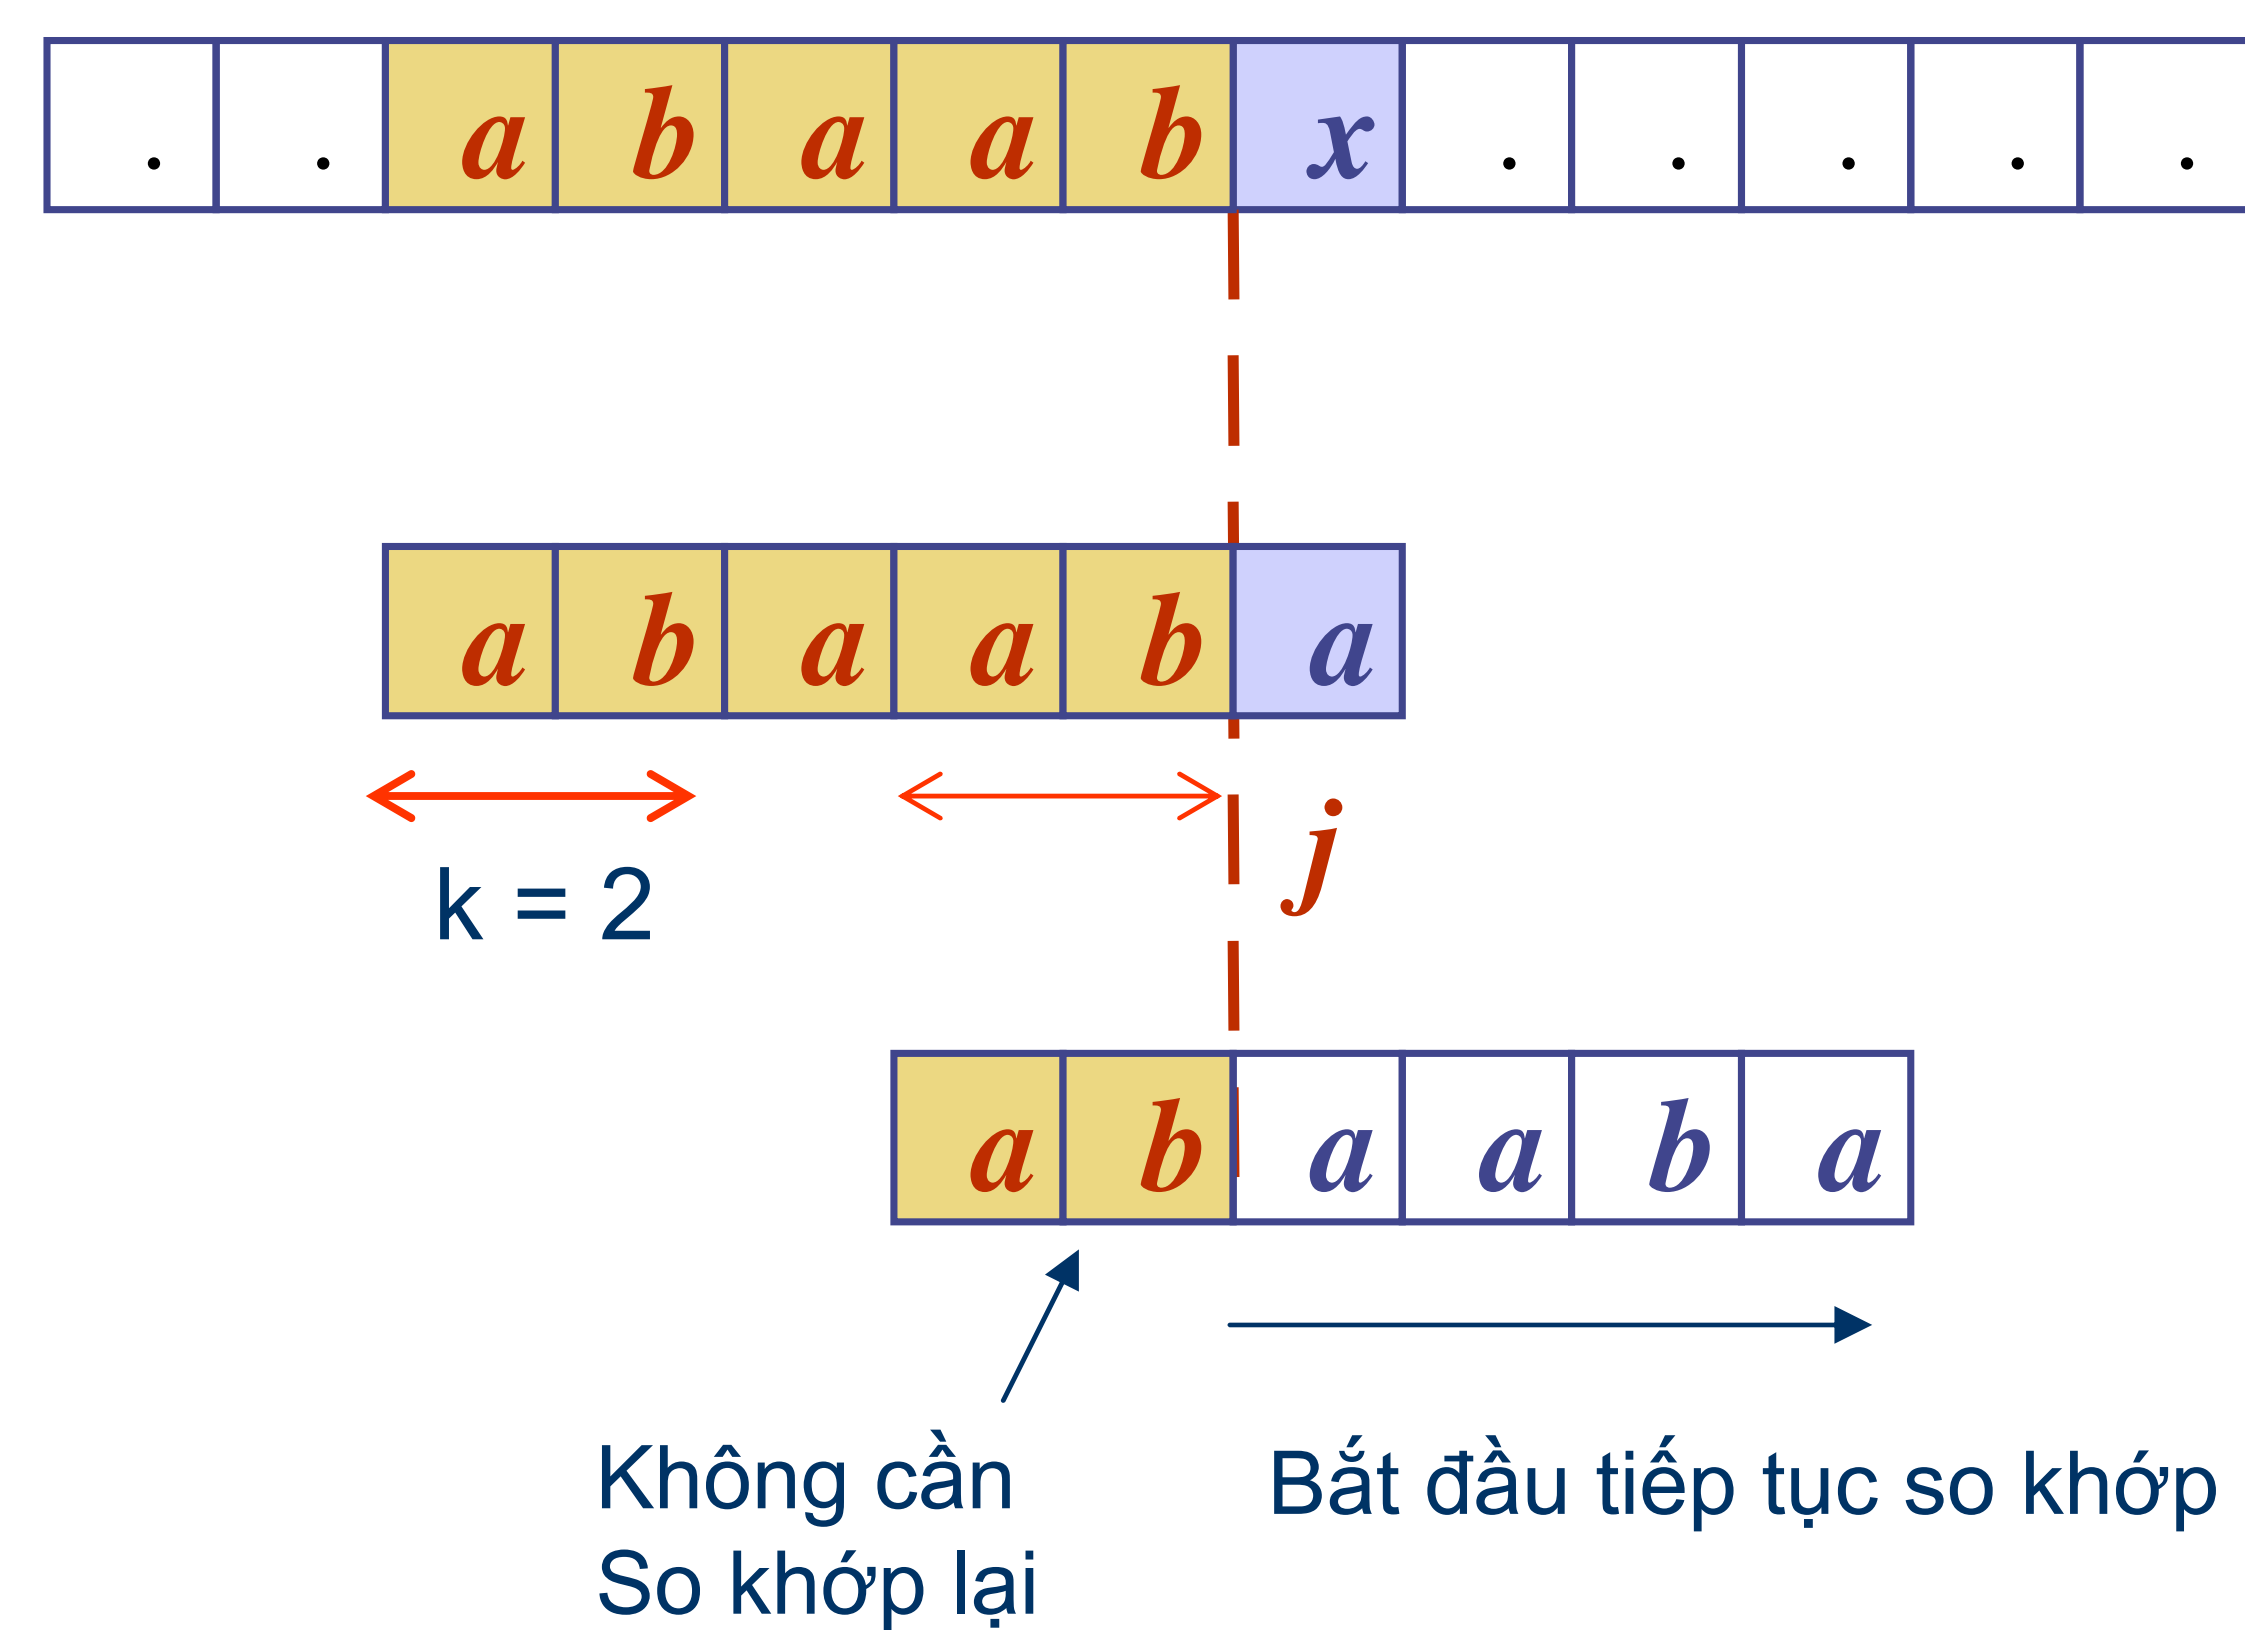 . . a b a a b x . . . . .
a b a a b a
j
k = 2
a b a a b a
Không cần
So khớp lại
Bắt đầu tiếp tục so khớp